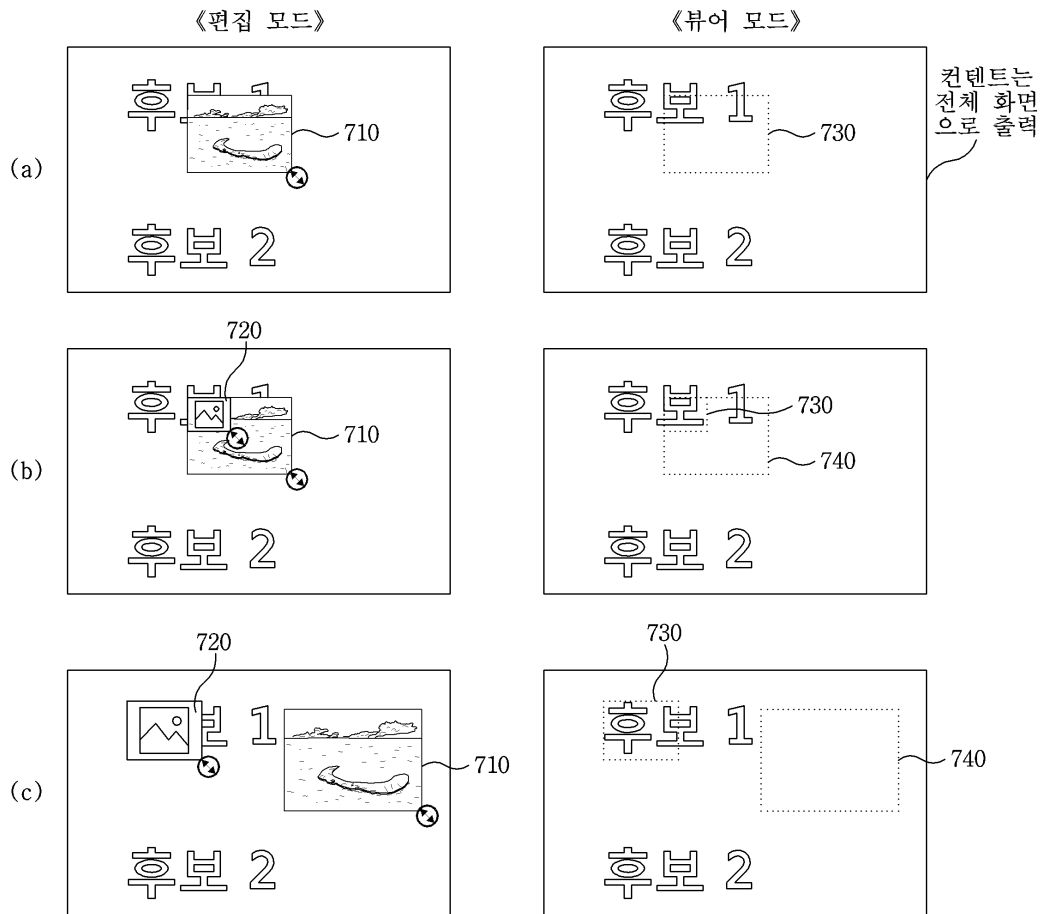 《편집 모드》
《뷰어 모드》
(a)
후보 1
710
후보 2
후보 1
730
후보 2
컨텐트는
전체 화면
으로 출력
(b)
720
후보 1
710
후보 2
후보 1
730
740
후보 2
(c)
720
보 1
710
후보 2
730
후보 1
740
후보 2